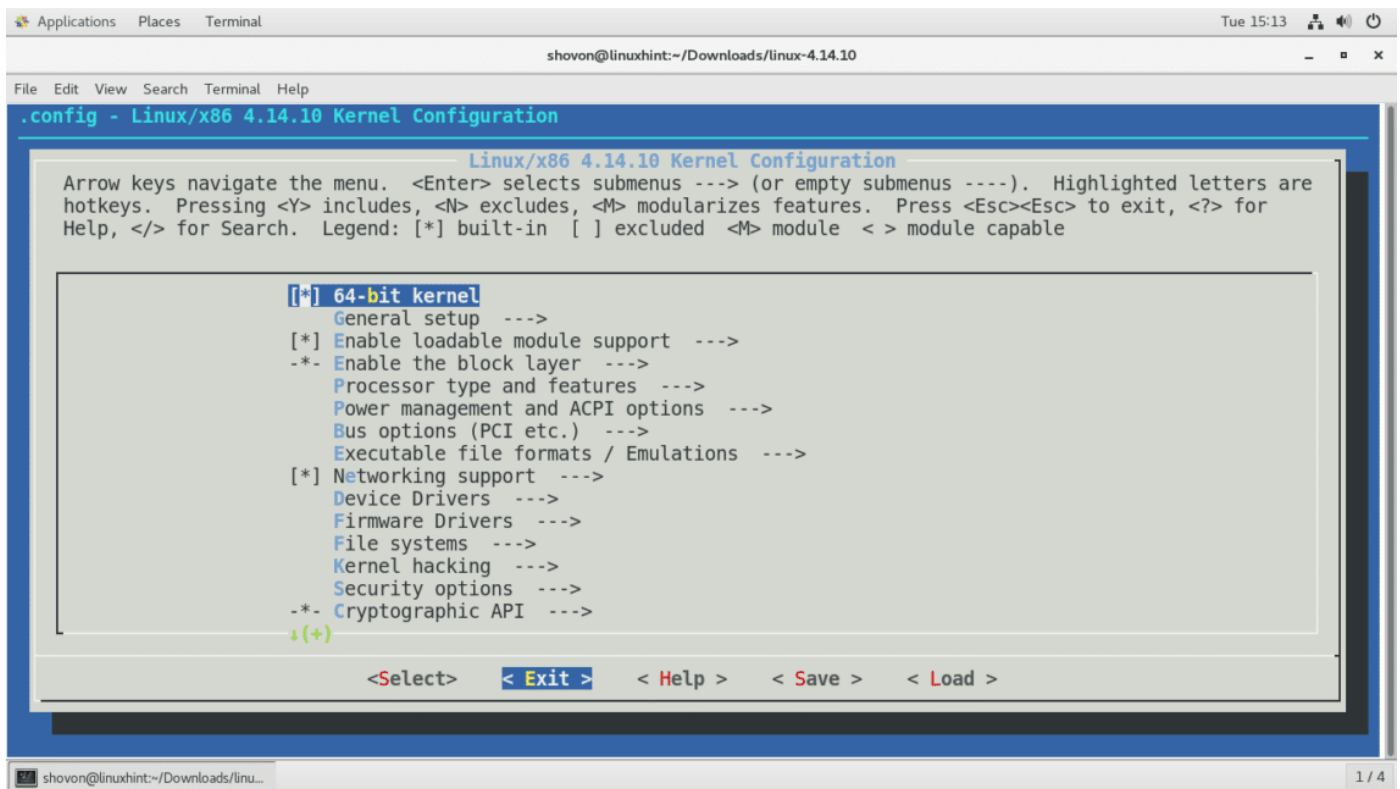 Applications Places Terminal Tue 15:13
shovon@linuxhint:~/Downloads/linux-4.14.10
File Edit View Search Terminal Help
.config - Linux/x86 4.14.10 Kernel Configuration
Linux/x86 4.14.10 Kernel Configuration
Arrow keys navigate the menu. <Enter> selects submenus ---> (or empty submenus ----). Highlighted letters are
hotkeys. Pressing <Y> includes, <N> excludes, <M> modularizes features. Press <Esc><Esc> to exit, <?> for
Help, </> for Search. Legend: [*] built-in [ ] excluded <M> module < > module capable
[*] 64-bit kernel
General setup --->
[*] Enable loadable module support --->
-*- Enable the block layer --->
Processor type and features --->
Power management and ACPI options --->
Bus options (PCI etc.) --->
Executable file formats / Emulations --->
[*] Networking support --->
Device Drivers --->
Firmware Drivers --->
File systems --->
Kernel hacking --->
Security options --->
-*- Cryptographic API --->
↓(+)
<Select> < Exit > < Help > < Save > < Load >
shovon@linuxhint:~/Downloads/linu... 1 / 4